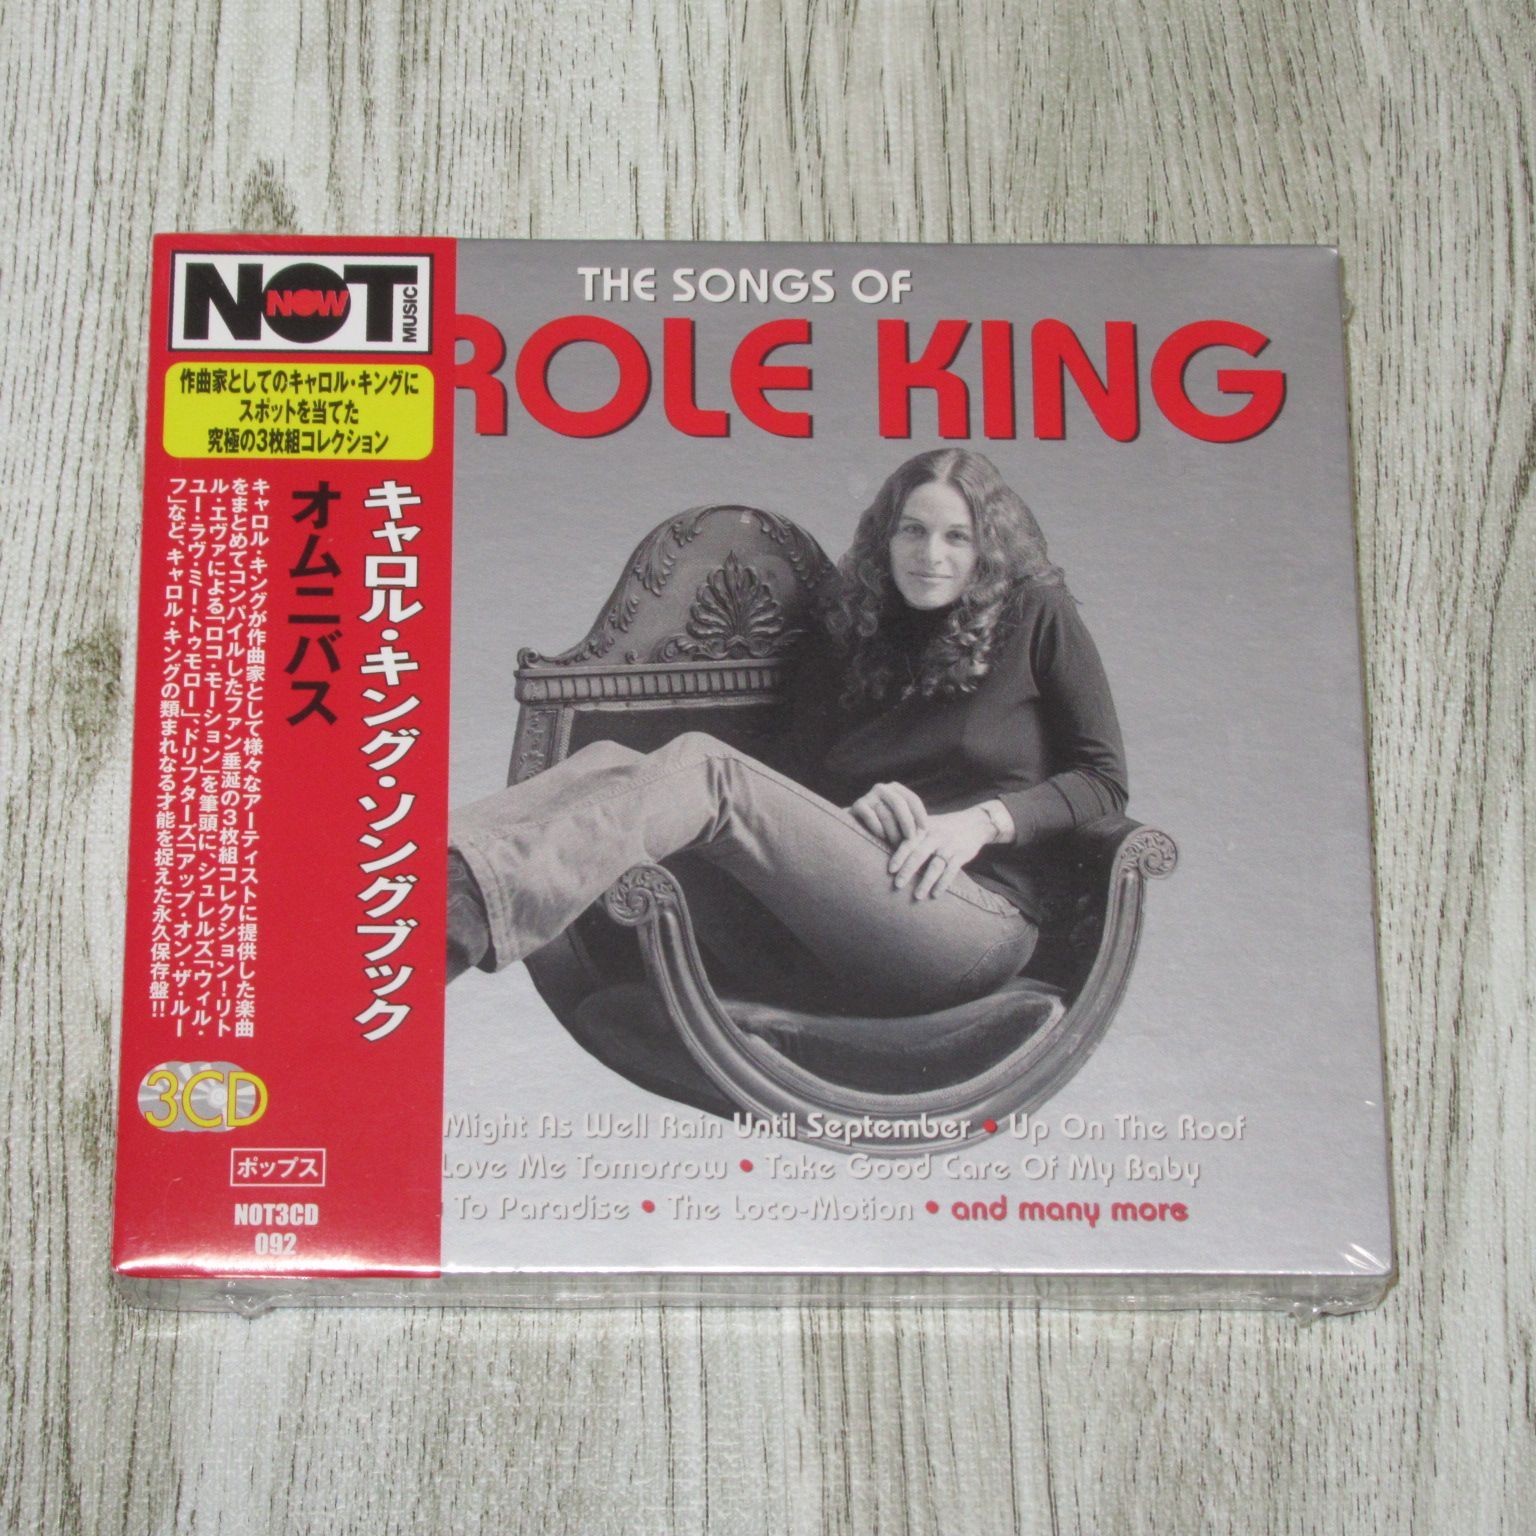 NOT
NOW
MUSIC
作曲家としてのキャロル・キングに
スポットを当てた
究極の3枚組コレクション
キャロル・キング・ソングブック
オムニバス
キャロル・キングが作曲家として様々なアーティストに提供した楽曲
をまとめてコンパイルしたファン垂涎の3枚組コレクション!リト
ル・エヴァによる「ロコ・モーション」を筆頭に、シュレルズ「ウィル・
ユー・ラヴ・ミー・トゥモロー」、ドリフターズ「アップ・オン・ザ・ルー
フ」など、キャロル・キングの類まれなる才能を捉えた永久保存盤!!
3CD
ポップス
NOT3CD
092
THE SONGS OF
ROLE KING
Might As Well Rain Until September • Up On The Roof
Love Me Tomorrow • Take Good Care Of My Baby
To Paradise • The Loco-Motion • and many more